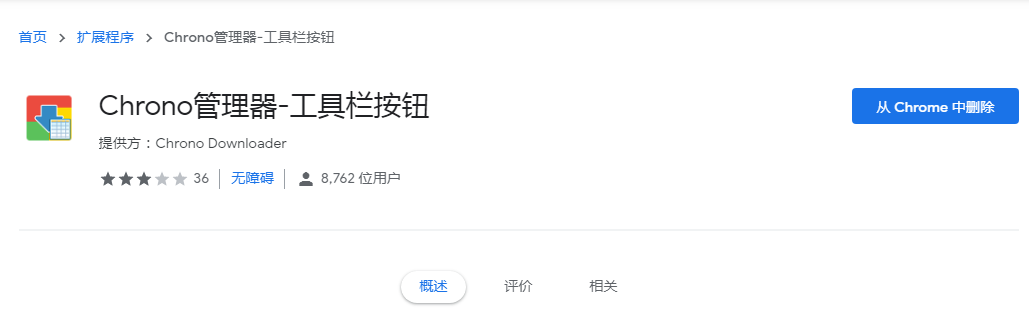 首页 > 扩展程序 > Chrono管理器-工具栏按钮
Chrono管理器-工具栏按钮
从 Chrome 中删除
提供方：Chrono Downloader
36 无障碍 8,762 位用户
概述 评价 相关